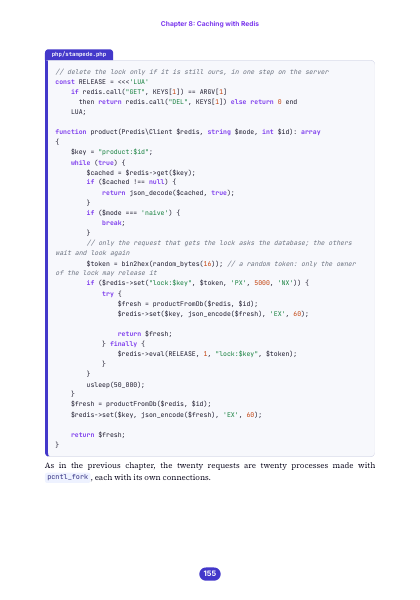 Chapter 8: Caching with Redis
php/stampede.php
// delete the lock only if it is still ours, in one step on the server
const RELEASE = <<<'LUA'
    if redis.call("GET", KEYS[1]) == ARGV[1]
      then return redis.call("DEL", KEYS[1]) else return 0 end
    LUA;

function product(Predis\Client $redis, string $mode, int $id): array
{
    $key = "product:$id";
    while (true) {
        $cached = $redis->get($key);
        if ($cached !== null) {
            return json_decode($cached, true);
        }
        if ($mode === 'naive') {
            break;
        }
        // only the request that gets the lock asks the database; the others
wait and look again
        $token = bin2hex(random_bytes(16)); // a random token: only the owner
of the lock may release it
        if ($redis->set("lock:$key", $token, 'PX', 5000, 'NX')) {
            try {
                $fresh = productFromDb($redis, $id);
                $redis->set($key, json_encode($fresh), 'EX', 60);

                return $fresh;
            } finally {
                $redis->eval(RELEASE, 1, "lock:$key", $token);
            }
        }
        usleep(50_000);
    }
    $fresh = productFromDb($redis, $id);
    $redis->set($key, json_encode($fresh), 'EX', 60);

    return $fresh;
}
As in the previous chapter, the twenty requests are twenty processes made with
pcntl_fork, each with its own connections.
155